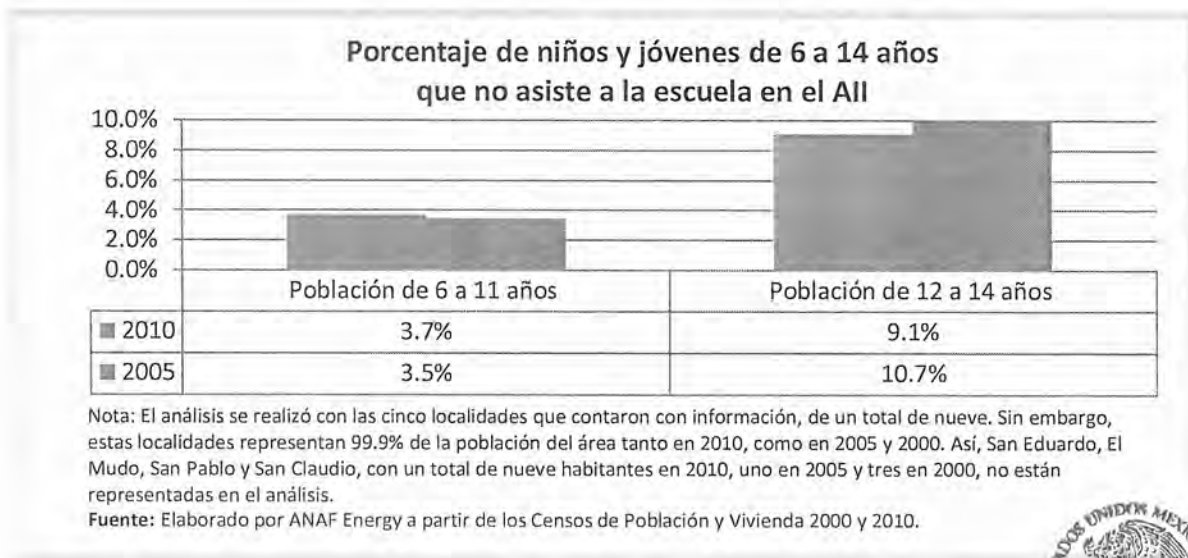 Porcentaje de niños y jóvenes de 6 a 14 años
que no asiste a la escuela en el AII
10.0%
8.0%
6.0%
4.0%
2.0%
0.0%
Población de 6 a 11 años Población de 12 a 14 años
2010 3.7% 9.1%
2005 3.5% 10.7%
Nota: El análisis se realizó con las cinco localidades que contaron con información, de un total de nueve. Sin embargo,
estas localidades representan 99.9% de la población del área tanto en 2010, como en 2005 y 2000. Así, San Eduardo, El
Mudo, San Pablo y San Claudio, con un total de nueve habitantes en 2010, uno en 2005 y tres en 2000, no están
representadas en el análisis.
Fuente: Elaborado por ANAF Energy a partir de los Censos de Población y Vivienda 2000 y 2010.
UNIDOS